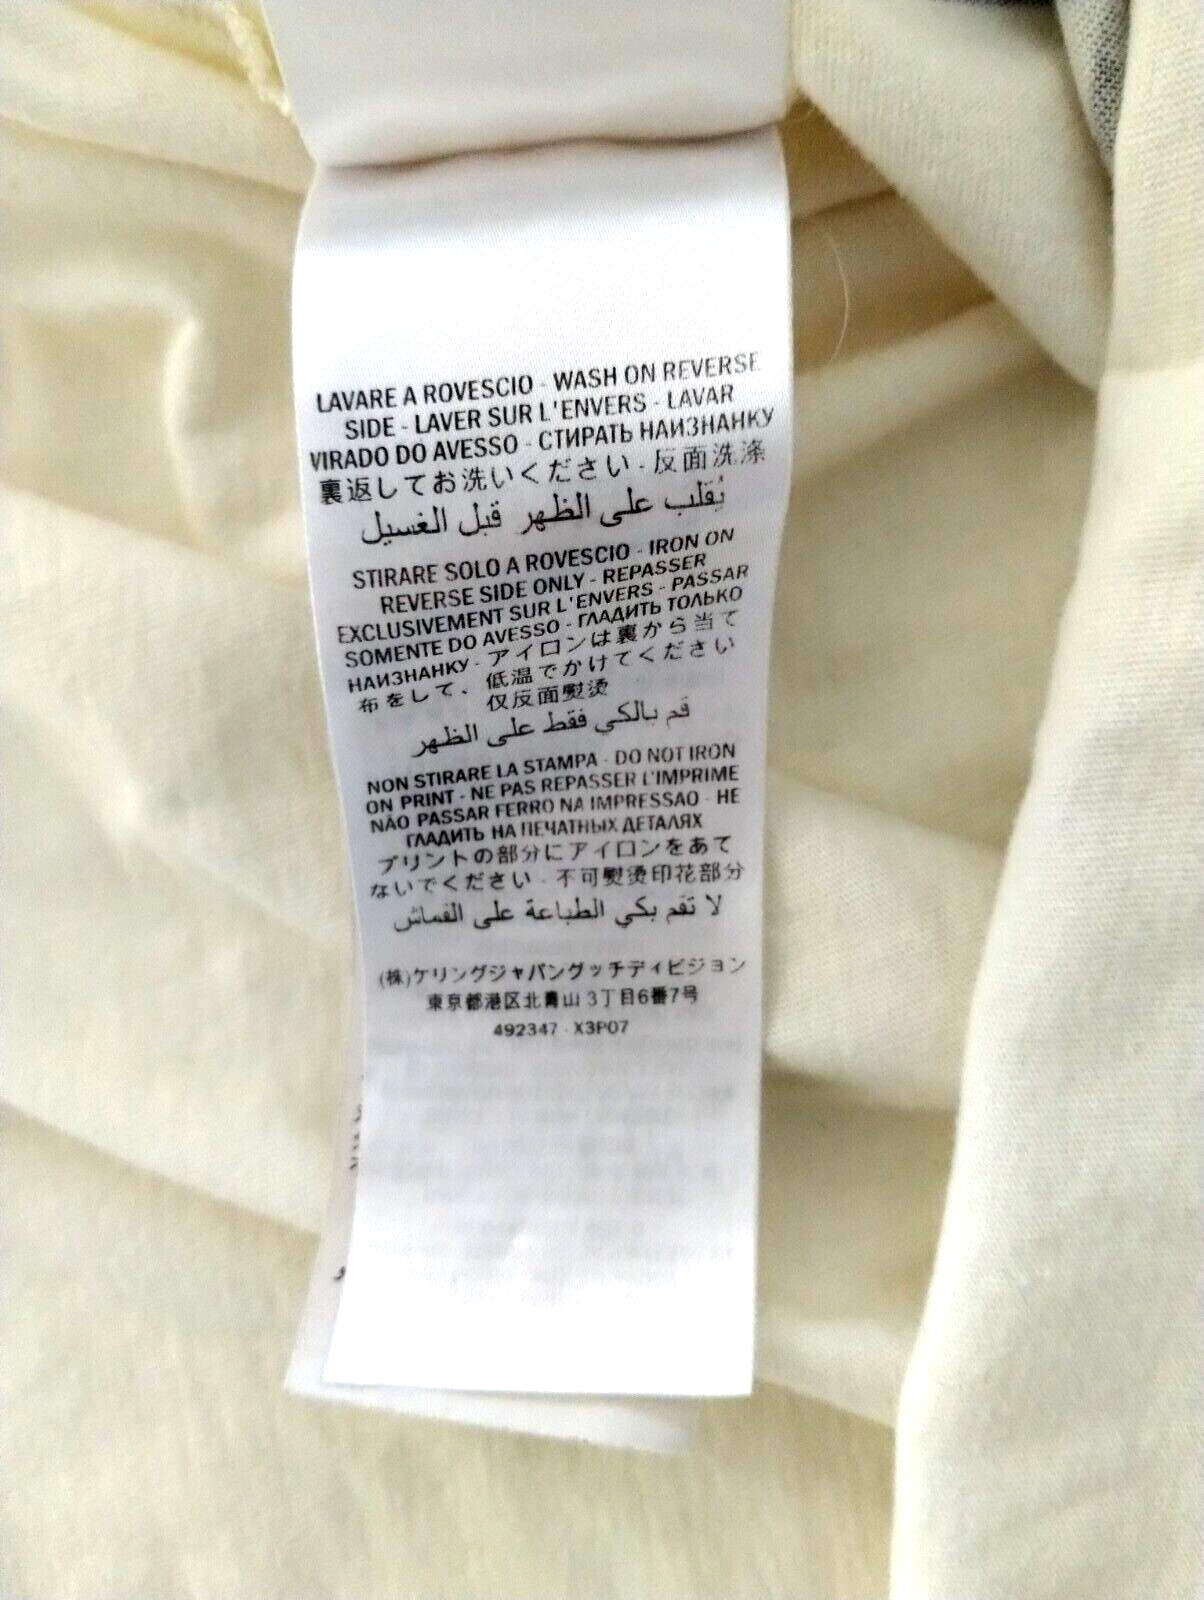 LAVARE A ROVESCIO - WASH ON REVERSE
SIDE - LAVER SUR L'ENVERS - LAVAR
VIRADO DO AVESSO - СТИРАТЬ НАИЗНАНКУ
裏返してお洗いください - 反面洗涤
يُقلب على الظهر قبل الغسيل
STIRARE SOLO A ROVESCIO - IRON ON
REVERSE SIDE ONLY - REPASSER
EXCLUSIVEMENT SUR L'ENVERS - PASSAR
SOMENTE DO AVESSO - ГЛАДИТЬ ТОЛЬКО
НАИЗНАНКУ - アイロンは裏から当て
布をして、低温でかけてください
仅反面熨烫
قم بالكي فقط على الظهر
NON STIRARE LA STAMPA - DO NOT IRON
ON PRINT - NE PAS REPASSER L'IMPRIME
NÃO PASSAR FERRO NA IMPRESSAO - НЕ
ГЛАДИТЬ НА ПЕЧАТНЫХ ДЕТАЛЯХ
プリントの部分にアイロンをあて
ないでください - 不可熨烫印花部分
لا تقم بكي الطباعة على القماش
(株)ケリングジャパングッチディビジョン
東京都港区北青山 3丁目6番7号
492347 - X3P07